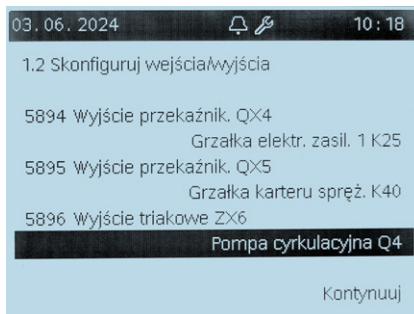 03.06.2024 10:18
1.2 Skonfiguruj wejścia/wyjścia
5894 Wyjście przekaźnik. QX4
Grzałka elektr. zasil. 1 K25
5895 Wyjście przekaźnik. QX5
Grzałka karteru spręż. K40
5896 Wyjście triakowe ZX6
Pompa cyrkulacyjna Q4
Kontynuuj